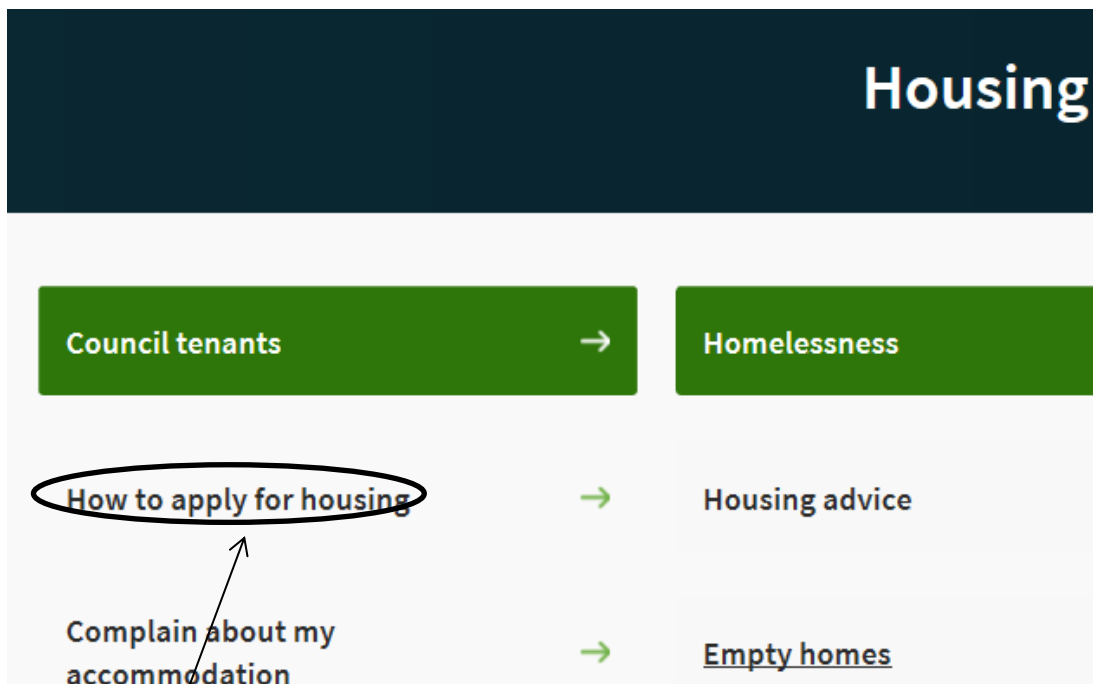 Housing
Council tenants
Homelessness
How to apply for housing
Housing advice
Complain about my
accommodation
Empty homes